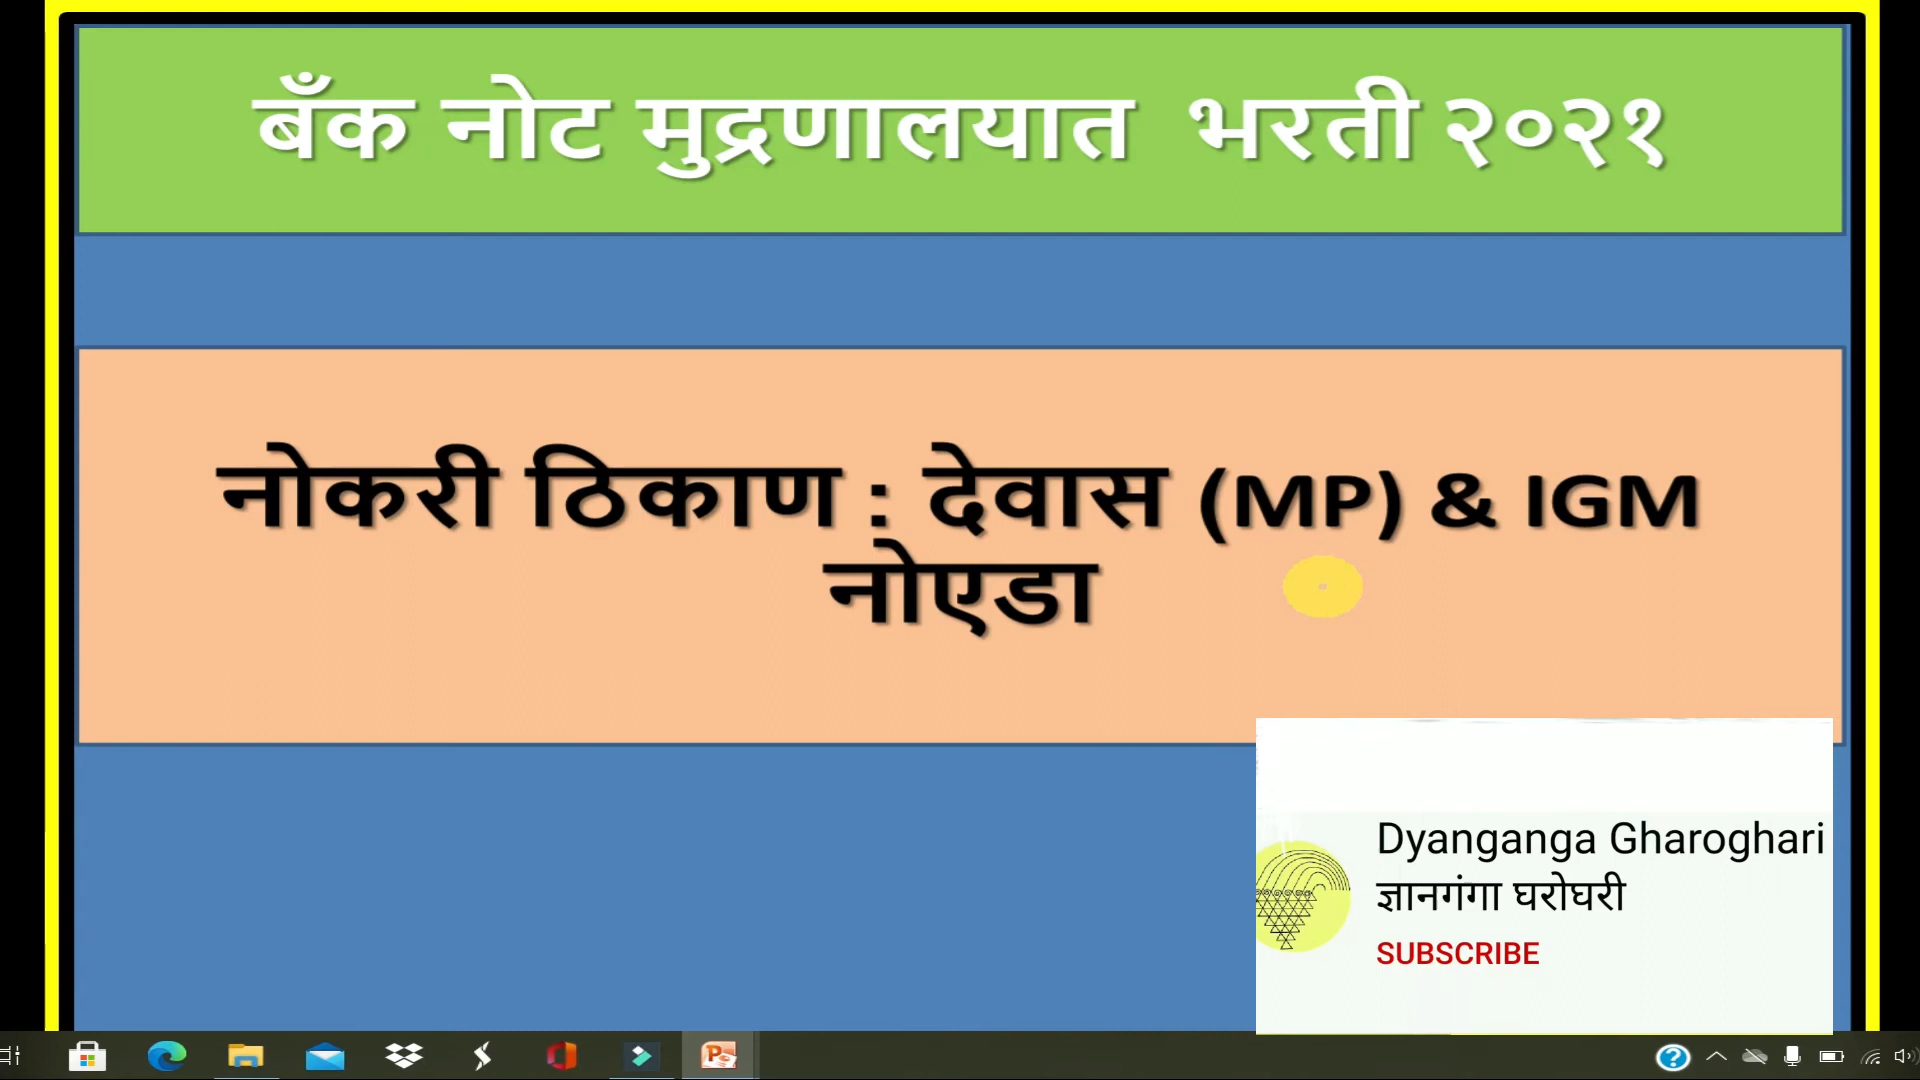 बँक नोट मुद्रणालयात भरती २०२१
नोकरी ठिकाण : देवास (MP) & IGM
नोएडा
Dyanganga Gharoghari
ज्ञानगंगा घरोघरी
SUBSCRIBE